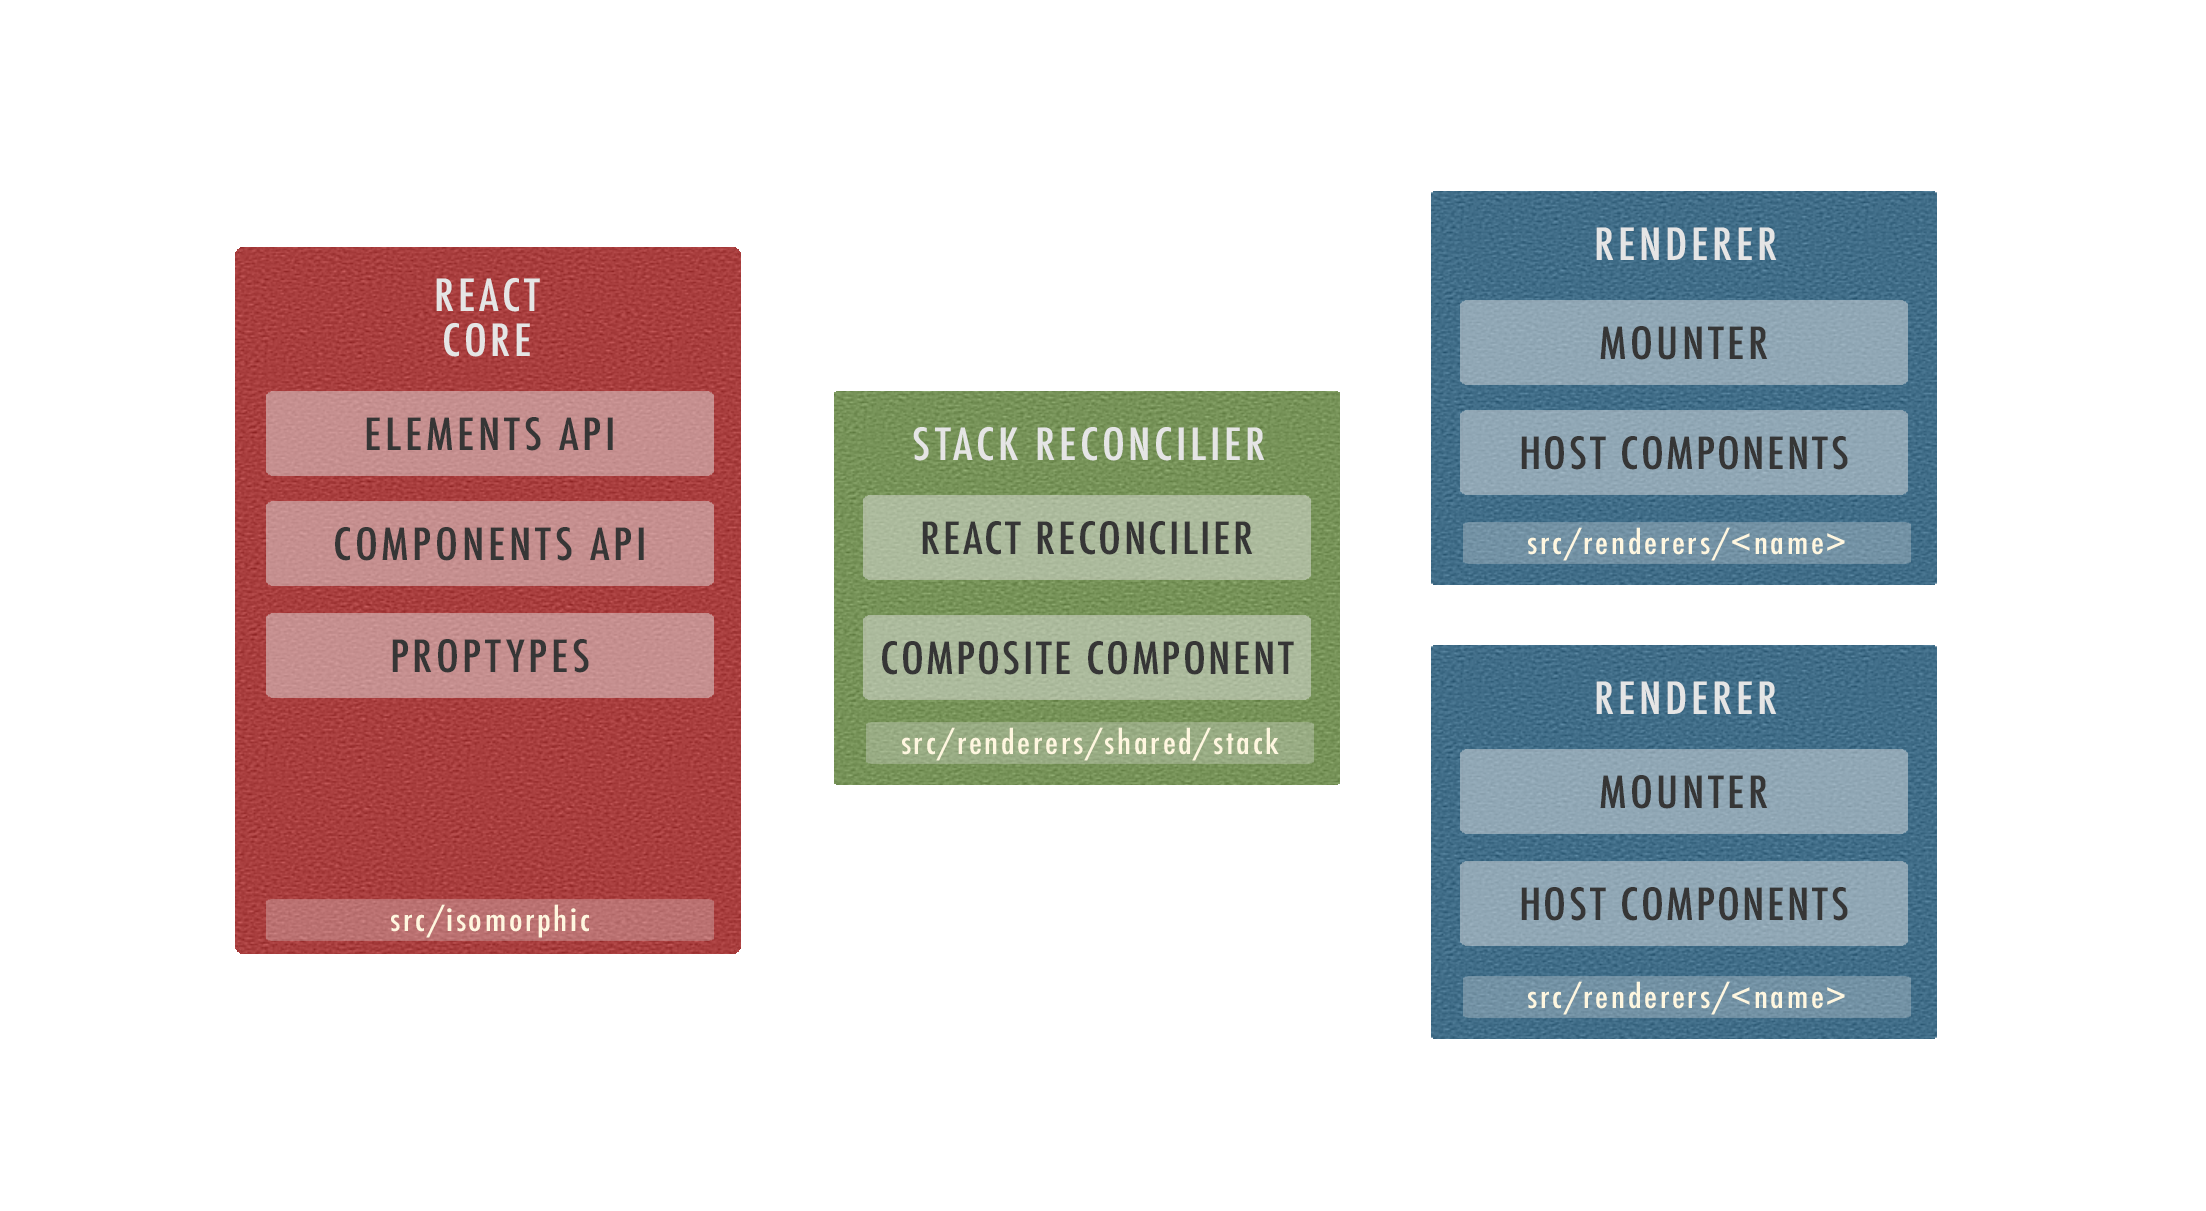 REACT
CORE
ELEMENTS API
COMPONENTS API
PROPTYPES
src/isomorphic
STACK RECONCILIER
REACT RECONCILIER
COMPOSITE COMPONENT
src/renderers/shared/stack
RENDERER
MOUNTER
HOST COMPONENTS
src/renderers/<name>
RENDERER
MOUNTER
HOST COMPONENTS
src/renderers/<name>